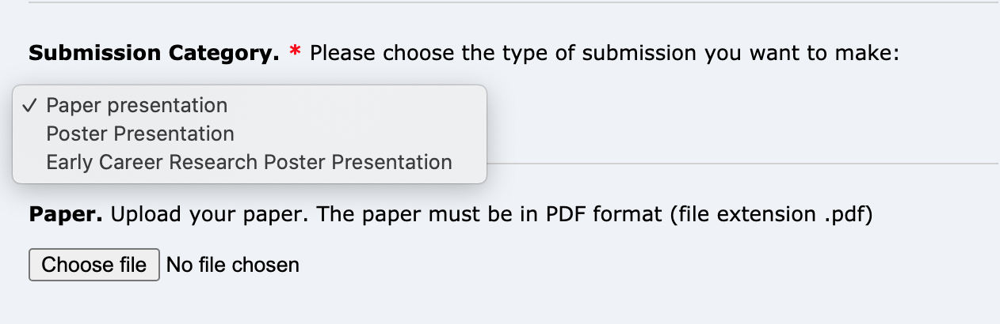 Submission Category. * Please choose the type of submission you want to make:
✓ Paper presentation
Poster Presentation
Early Career Research Poster Presentation
Paper. Upload your paper. The paper must be in PDF format (file extension .pdf)
Choose file No file chosen